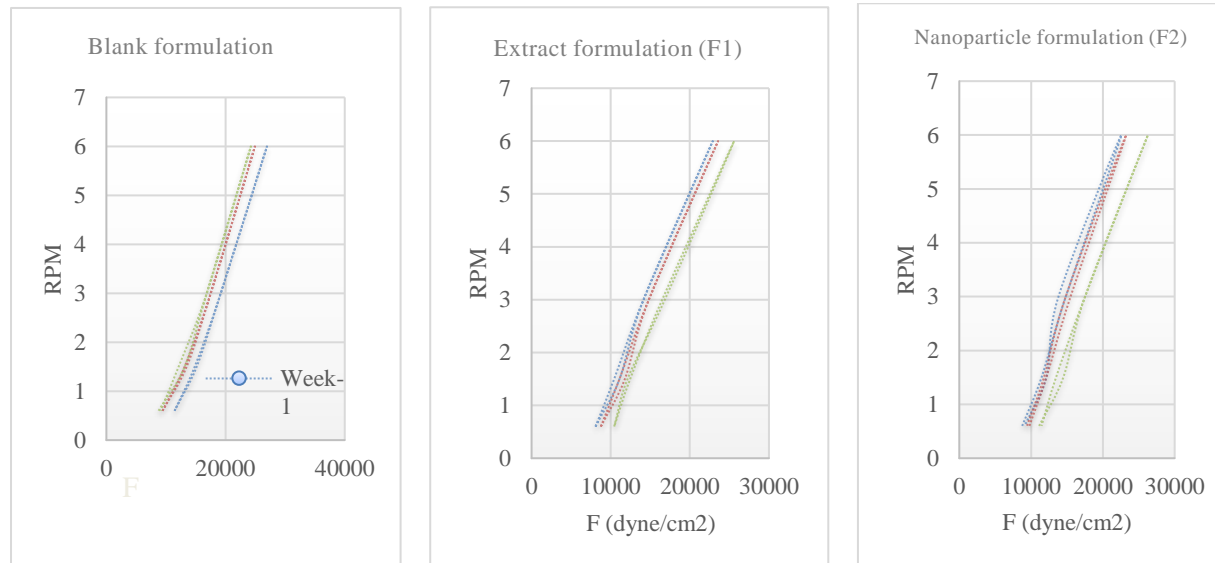 Blank formulation
7
6
5
4
3
2
1
0
RPM
0 20000 40000
F
Week-
1
Extract formulation (F1)
7
6
5
4
3
2
1
0
RPM
0 10000 20000 30000
F (dyne/cm2)
Nanoparticle formulation (F2)
7
6
5
4
3
2
1
0
RPM
0 10000 20000 30000
F (dyne/cm2)